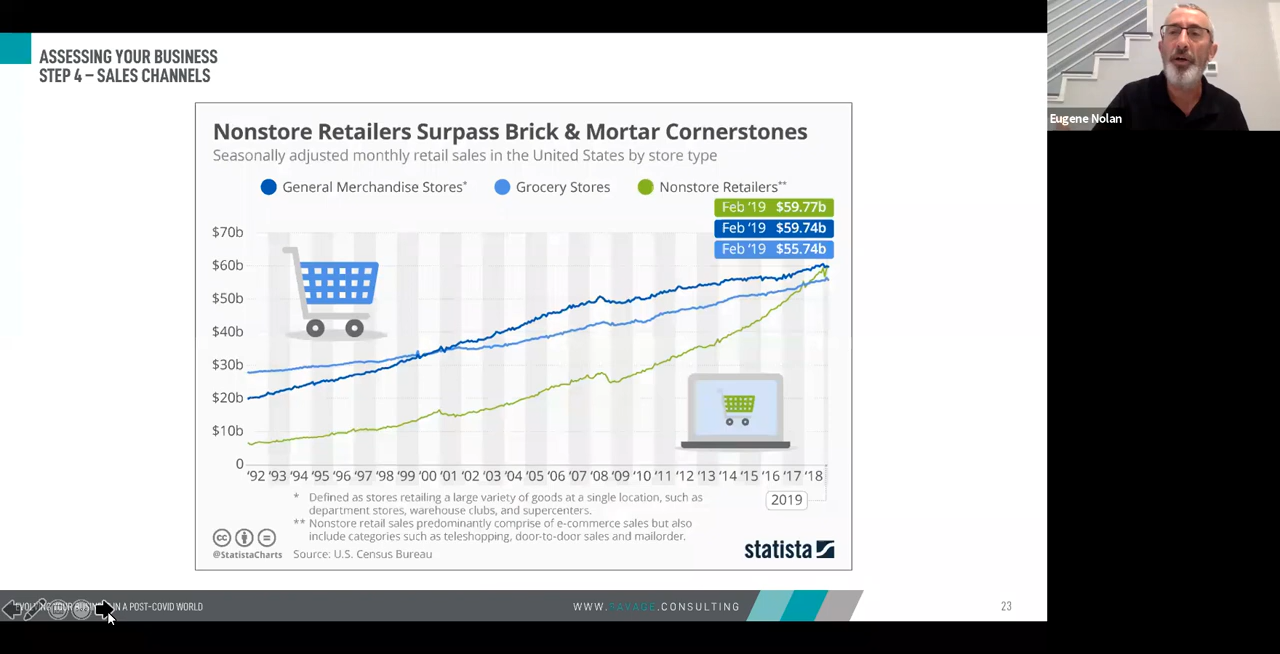 ASSESSING YOUR BUSINESS
STEP 4 – SALES CHANNELS
Eugene Nolan
Nonstore Retailers Surpass Brick & Mortar Cornerstones
Seasonally adjusted monthly retail sales in the United States by store type
General Merchandise Stores* Grocery Stores Nonstore Retailers**
Feb '19 $59.77b
Feb '19 $59.74b
Feb '19 $55.74b
$70b
$60b
$50b
$40b
$30b
$20b
$10b
0
'92 '93 '94 '95 '96 '97 '98 '99 '00 '01 '02 '03 '04 '05 '06 '07 '08 '09 '10 '11 '12 '13 '14 '15 '16 '17 '18
2019
* Defined as stores retailing a large variety of goods at a single location, such as
department stores, warehouse clubs, and supercenters.
** Nonstore retail sales predominantly comprise of e-commerce sales but also
include categories such as teleshopping, door-to-door sales and mailorder.
cc
@StatistaCharts Source: U.S. Census Bureau
statista
YOUR IN A POST-COVID WORLD
WWW.SAVAGE.CONSULTING
23